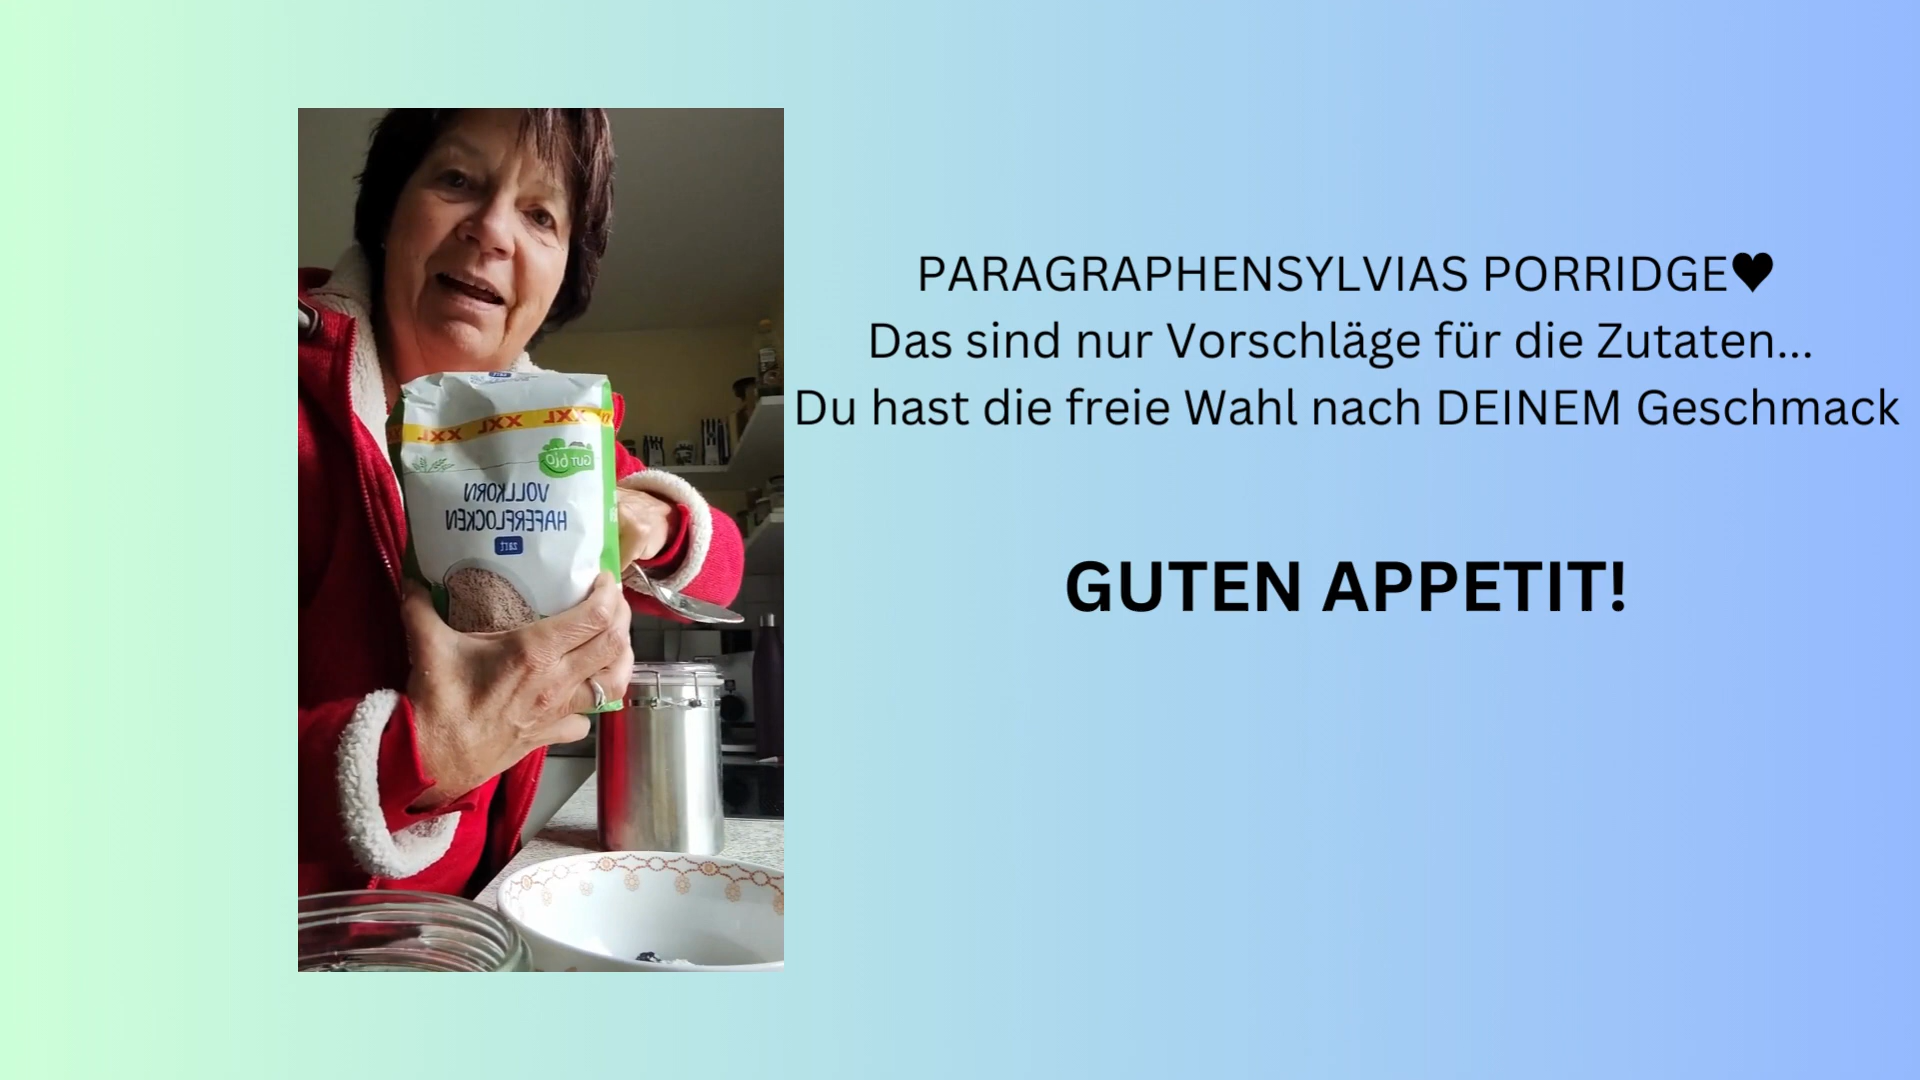 PARAGRAPHENSYLVIAS PORRIDGE♥
Das sind nur Vorschläge für die Zutaten...
Du hast die freie Wahl nach DEINEM Geschmack
GUTEN APPETIT!
XXL XXL XXL
GUT bio
VOLLKORN
HAFERFLOCKEN
zart